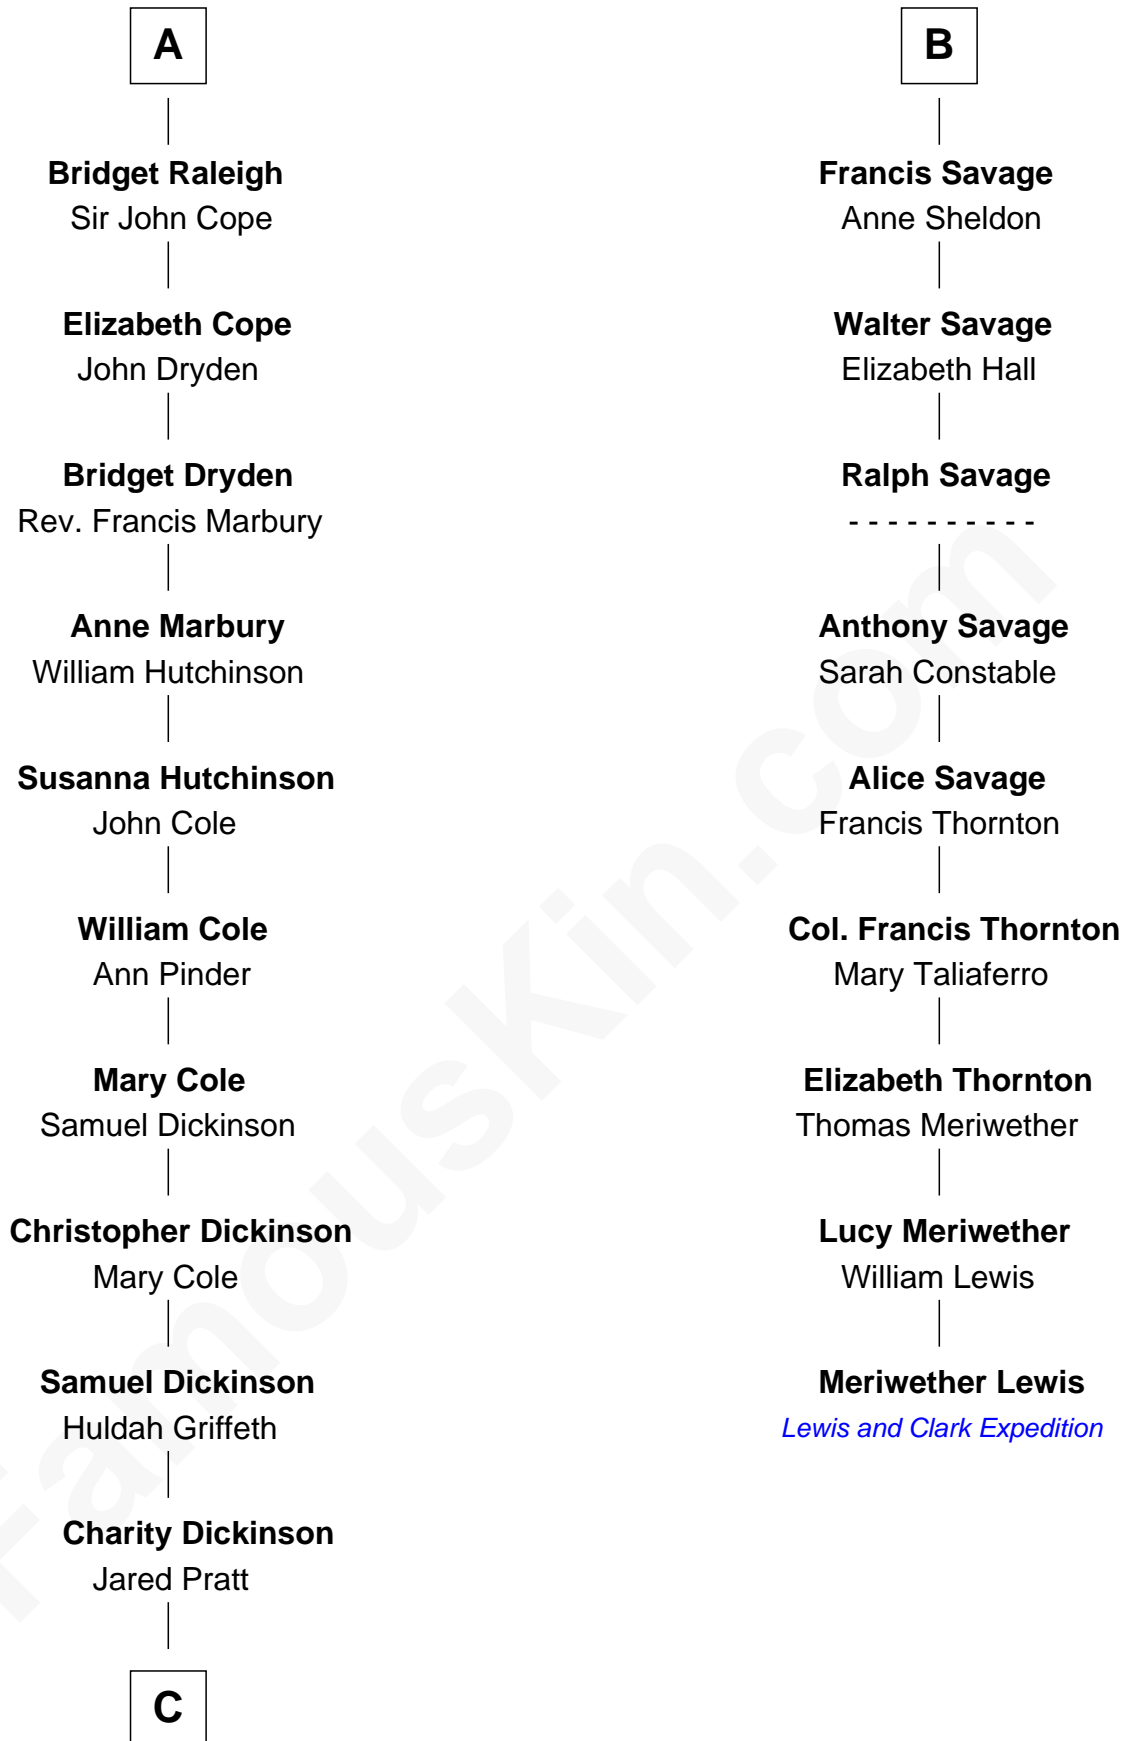 A
Bridget Raleigh
Sir John Cope
Elizabeth Cope
John Dryden
Bridget Dryden
Rev. Francis Marbury
Anne Marbury
William Hutchinson
Susanna Hutchinson
John Cole
William Cole
Ann Pinder
Mary Cole
Samuel Dickinson
Christopher Dickinson
Mary Cole
Samuel Dickinson
Huldah Griffeth
Charity Dickinson
Jared Pratt
C
B
Francis Savage
Anne Sheldon
Walter Savage
Elizabeth Hall
Ralph Savage
- - - - - - - - - -
Anthony Savage
Sarah Constable
Alice Savage
Francis Thornton
Col. Francis Thornton
Mary Taliaferro
Elizabeth Thornton
Thomas Meriwether
Lucy Meriwether
William Lewis
Meriwether Lewis
Lewis and Clark Expedition
FamousKin.com